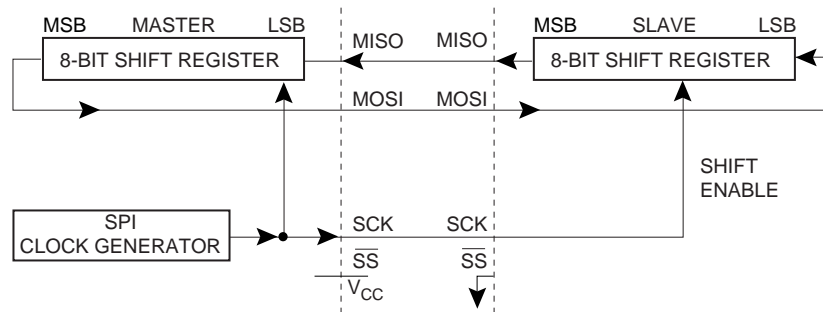 MSB MASTER LSB
8-BIT SHIFT REGISTER
MISO MISO
MSB SLAVE LSB
8-BIT SHIFT REGISTER
MOSI MOSI
SHIFT
ENABLE
SPI
CLOCK GENERATOR
SCK SCK
SS SS
VCC